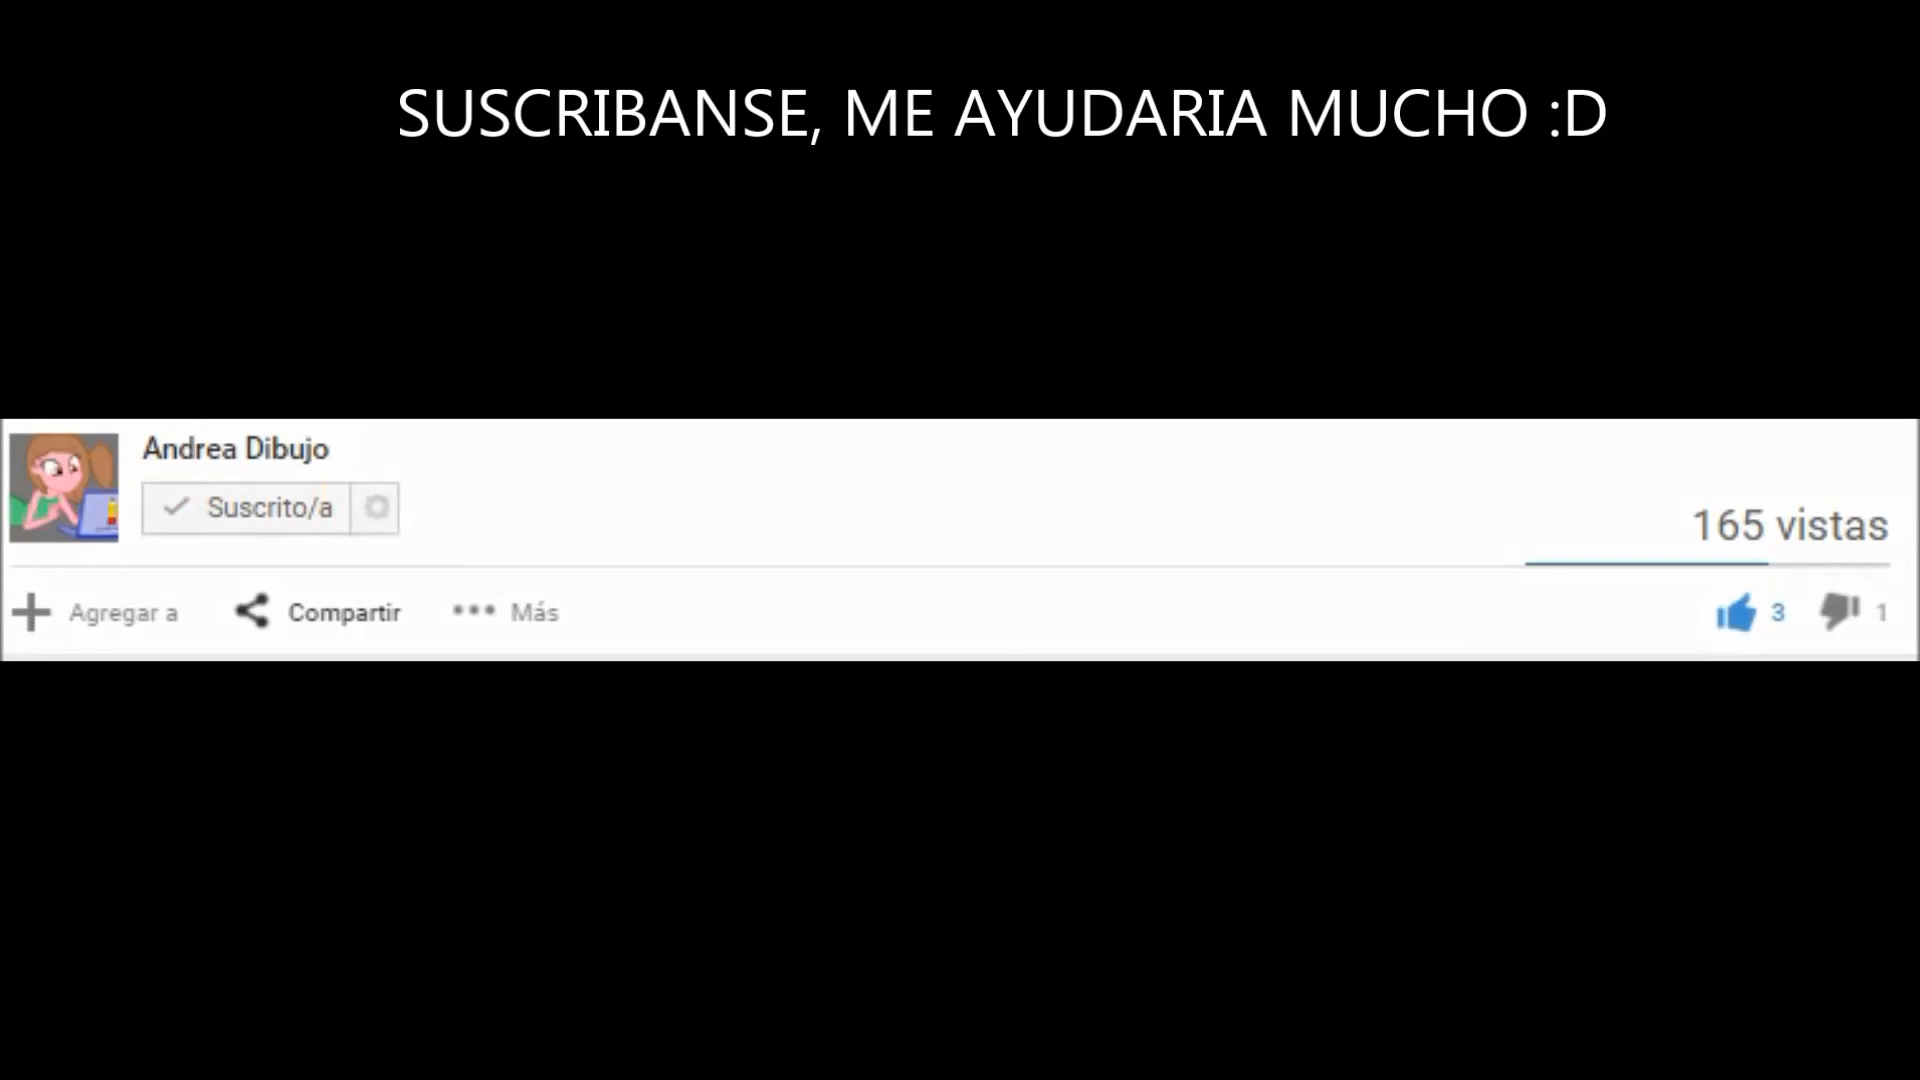 SUSCRIBANSE, ME AYUDARIA MUCHO :D
Andrea Dibujo
Suscrito/a
165 vistas
Agregar a Compartir Más 3 1